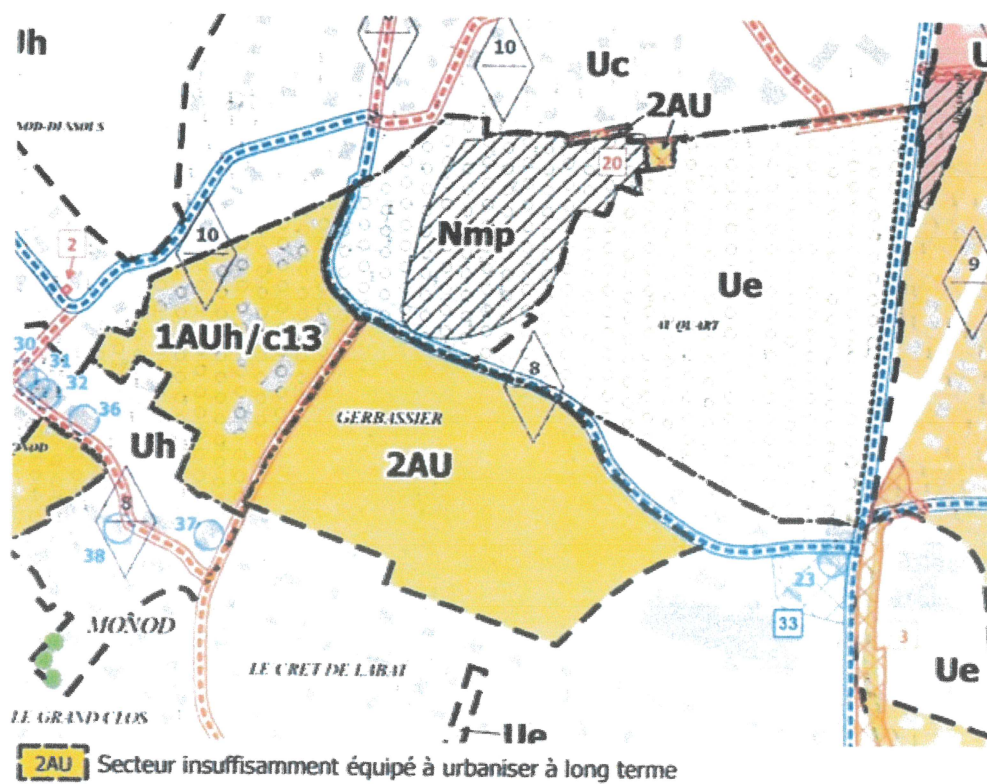 Uh
10
Uc
2AU
20
10
2
Nmp
Ue
AU QUART
9
1AUh/c13
30
31
32
36
8
GERBASSIER
2AU
Uh
8
37
38
23
33
3
MONOD
LE CRET DE LABAT
Ue
LE GRAND CLOS
Ue
2AU Secteur insuffisamment équipé à urbaniser à long terme